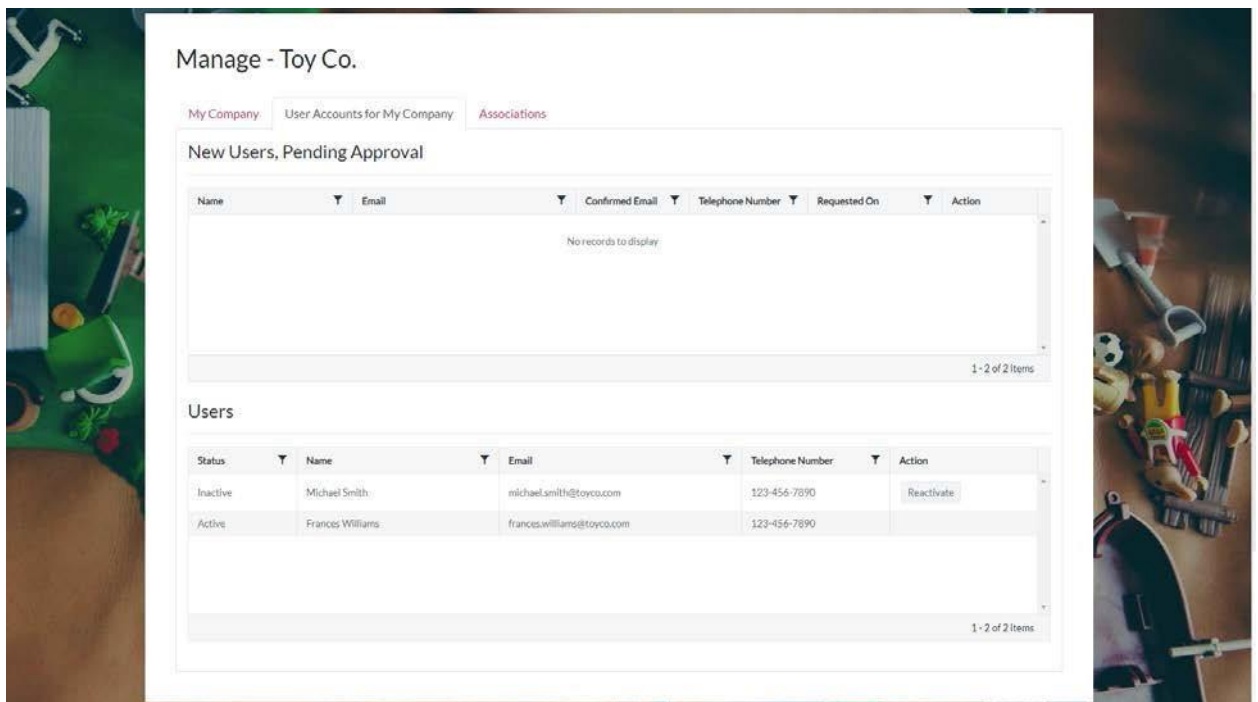 Manage - Toy Co.
My Company User Accounts for My Company Associations
New Users, Pending Approval
Name Email Confirmed Email Telephone Number Requested On Action
No records to display
1 - 2 of 2 items
Users
Status Name Email Telephone Number Action
Inactive Michael Smith michael.smith@toyco.com 123-456-7890 Reactivate
Active Frances Williams frances.williams@toyco.com 123-456-7890
1 - 2 of 2 items